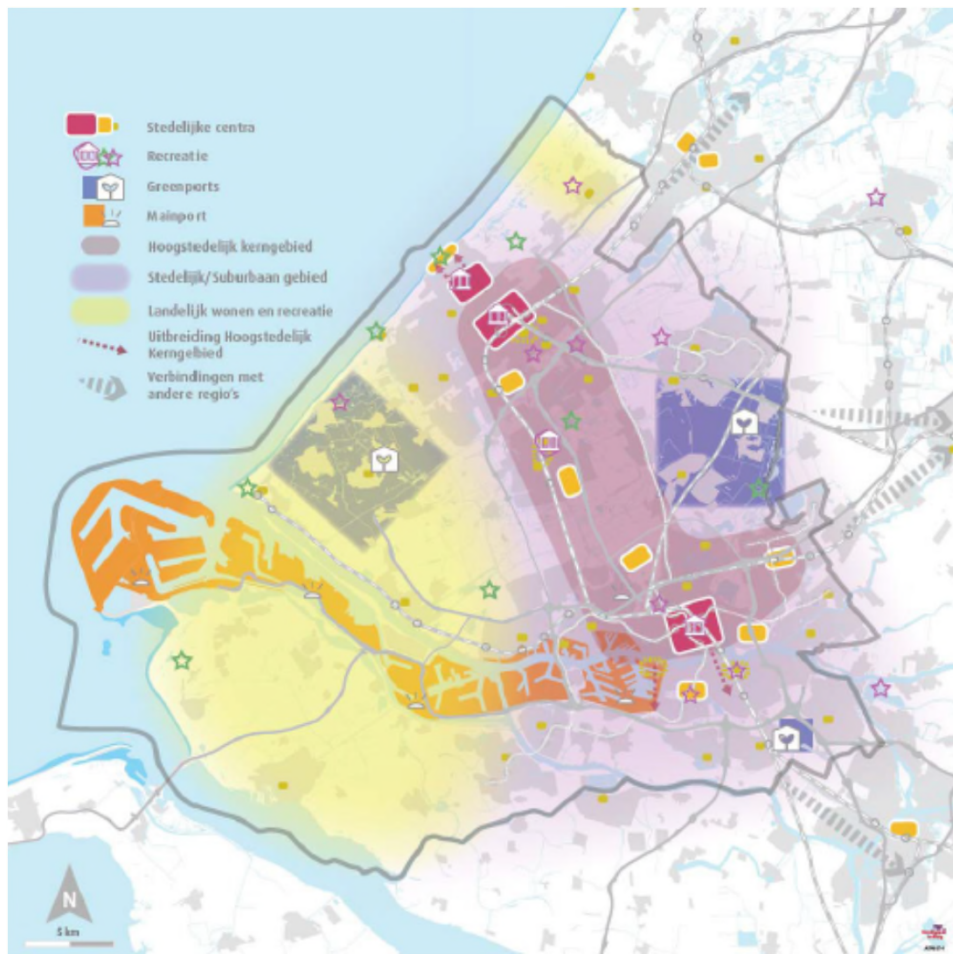 Stedelijke centra
Recreatie
Greenports
Mainport
Hoogstedelijk kerngebied
Stedelijk/Suburbaan gebied
Landelijk wonen en recreatie
Uitbreiding Hoogstedelijk
Kerngebied
Verbindingen met
andere regio's
N
5 km